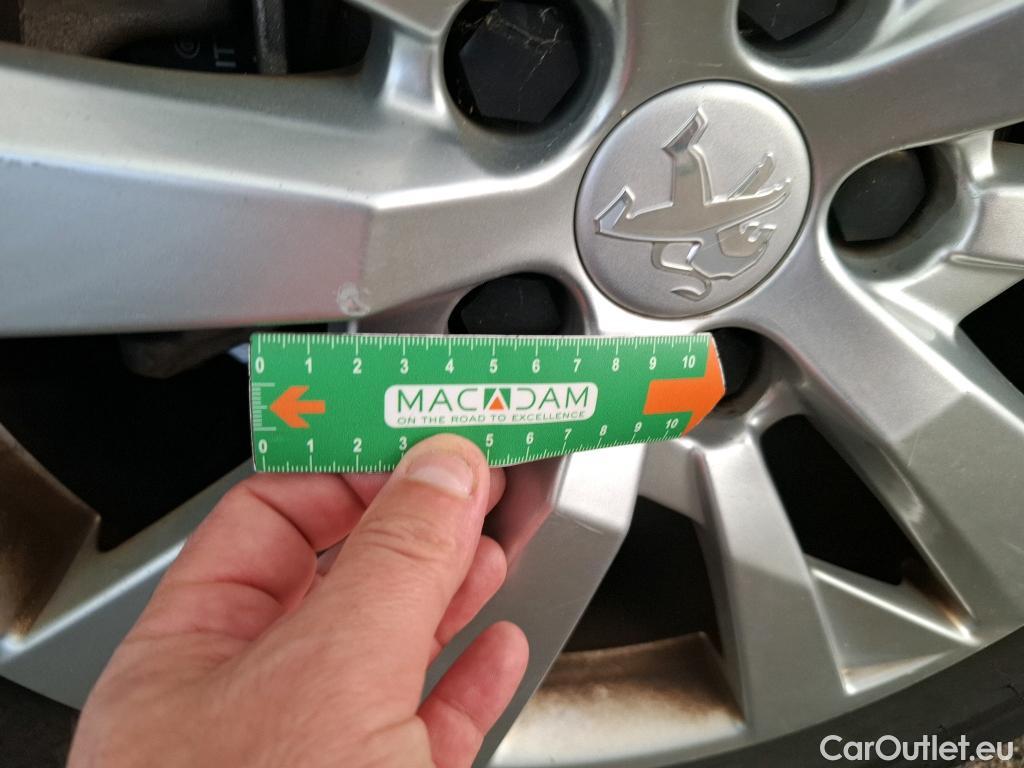 IT
0 1 2 3 4 5 6 7 8 9 10
MACADAM
ON THE ROAD TO EXCELLENCE
0 1 2 3 5 6 7 8 9 10
CarOutlet.eu